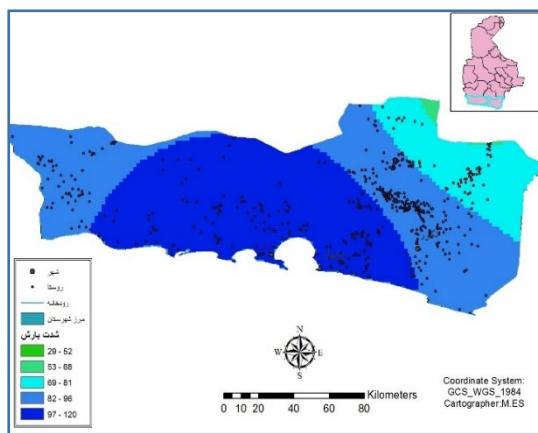 شهر
روستا
رودخانه
مرز شهرستان
شدت بارش
29 - 52
53 - 68
69 - 81
82 - 96
97 - 120
N
W E
S
Kilometers
0 5 10 20 40 60 80
Coordinate System:
GCS_WGS_1984
Cartographer:M.ES